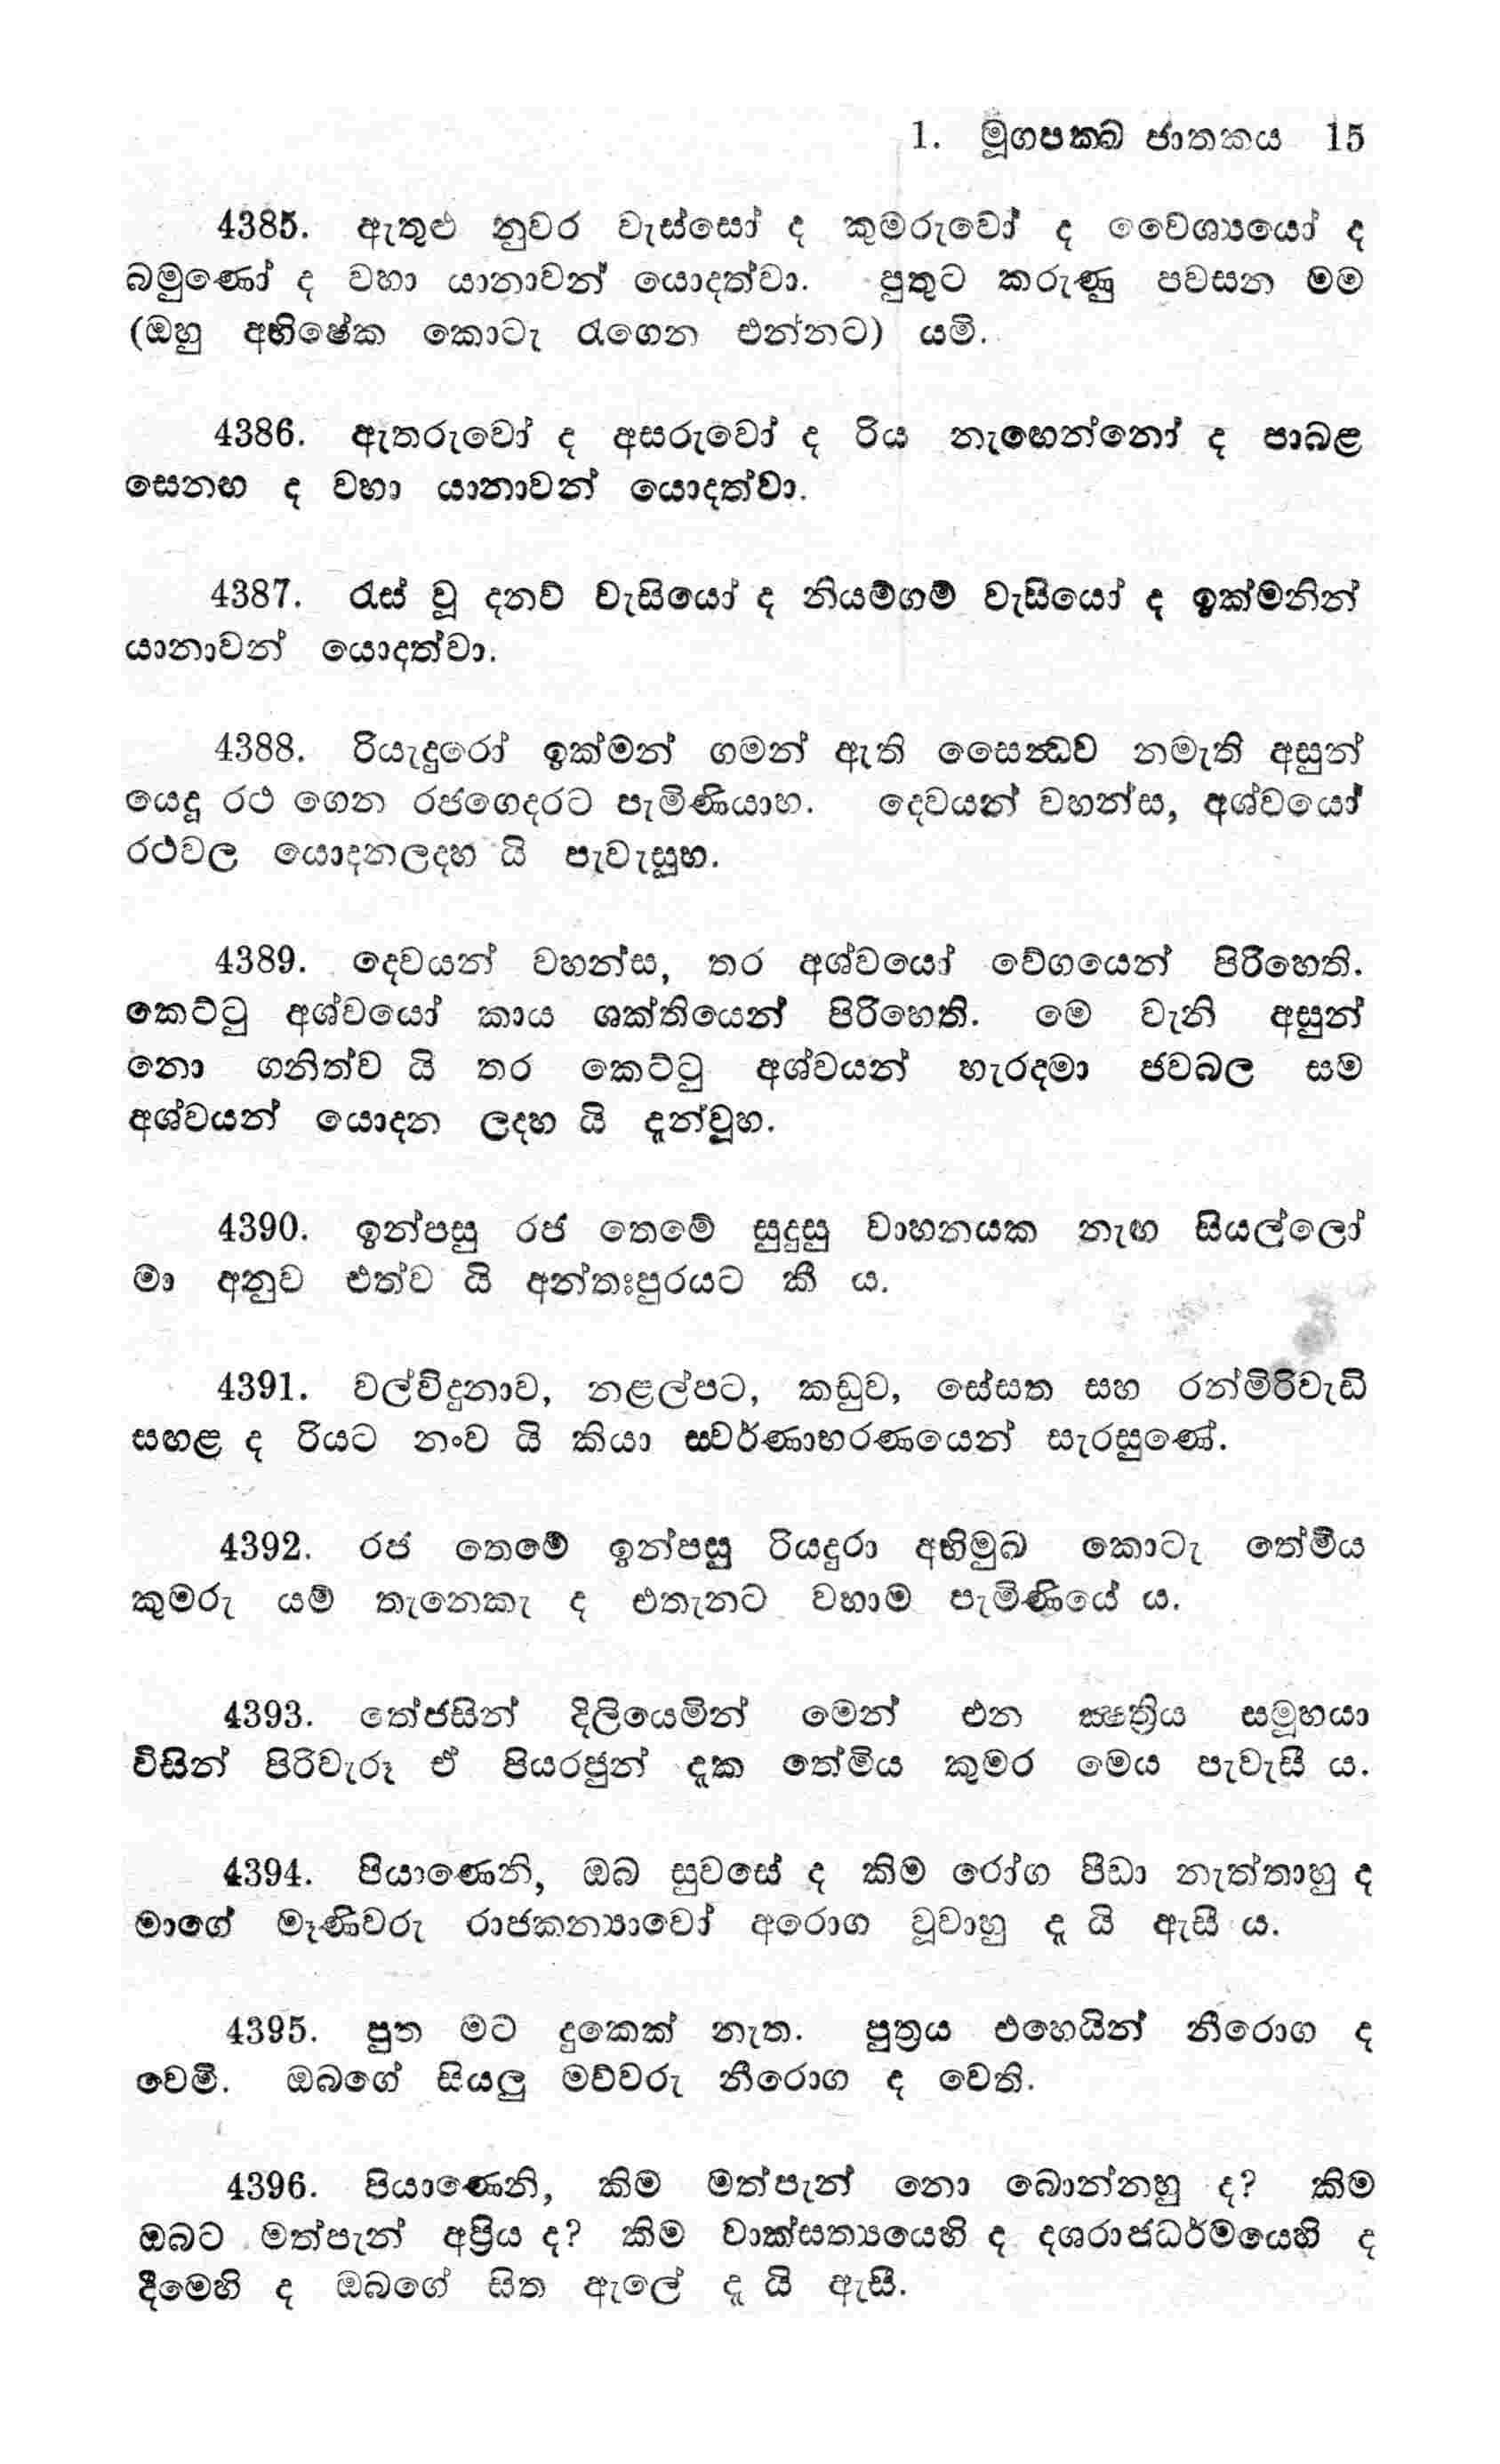 1. මූගපක්ඛ ජාතකය 15
4385. ඇතුළු නුවර වැස්සෝ ද කුමරුවෝ ද වෛශ්‍යයෝ ද
බමුණෝ ද වහා යානාවන් යොදත්වා. පුතුට කරුණු පවසන මම
(ඔහු අභිෂේක කොටැ රැගෙන එන්නට) යමි.
4386. ඇතරුවෝ ද අසරුවෝ ද රිය නැඟෙන්නෝ ද පාබළ
සෙනඟ ද වහා යානාවන් යොදත්වා.
4387. රැස් වූ දනව් වැසියෝ ද නියම්ගම් වැසියෝ ද ඉක්මනින්
යානාවන් යොදත්වා.
4388. රියැදුරෝ ඉක්මන් ගමන් ඇති සෛන්‍ධව නමැති අසුන්
යෙදූ රථ ගෙන රජගෙදරට පැමිණියාහ. දෙවයන් වහන්ස, අශ්වයෝ
රථවල යොදනලදහ යි පැවැසූහ.
4389. දෙවයන් වහන්ස, තර අශ්වයෝ වේගයෙන් පිරිහෙති.
කෙට්ටු අශ්වයෝ කාය ශක්තියෙන් පිරිහෙති. මෙ වැනි අසුන්
නො ගනිත්ව යි තර කෙට්ටු අශ්වයන් හැරදමා ජවබල සම
අශ්වයන් යොදන ලදහ යි දැන්වූහ.
4390. ඉන්පසු රජ තෙමේ සුදුසු වාහනයක නැඟ සියල්ලෝ
මා අනුව එත්ව යි අන්තඃපුරයට කී ය.
4391. වල්විදුනාව, නළල්පට, කඩුව, සේසත සහ රන්මිරිවැඩි
සඟළ ද රියට නංව යි කියා ස්වර්ණාභරණයෙන් සැරසුණේ.
4392. රජ තෙමේ ඉන්පසු රියදුරා අභිමුඛ කොටැ තේමිය
කුමරු යම් තැනෙකැ ද එතැනට වහාම පැමිණියේ ය.
4393. තේජසින් දිලියෙමින් මෙන් එන ක්‍ෂත්‍රිය සමූහයා
විසින් පිරිවැරූ ඒ පියරජුන් දැක තේමිය කුමර මෙය පැවැසී ය.
4394. පියාණෙනි, ඔබ සුවසේ ද කිම රෝග පීඩා නැත්තාහු ද
මාගේ මෑණිවරු රාජකන්‍යාවෝ අරොග වූවාහු දැ යි ඇසී ය.
4395. පුත මට දුකෙක් නැත. පුත්‍රය එහෙයින් නීරොග ද
වෙමි. ඔබගේ සියලු මව්වරු නීරොග ද වෙති.
4396. පියාණෙනි, කිම මත්පැන් නො බොන්නහු ද? කිම
ඔබට මත්පැන් අප්‍රිය ද? කිම වාක්සත්‍යයෙහි ද දශරාජධර්මයෙහි ද
දීමෙහි ද ඔබගේ සිත ඇලේ දැ යි ඇසී.